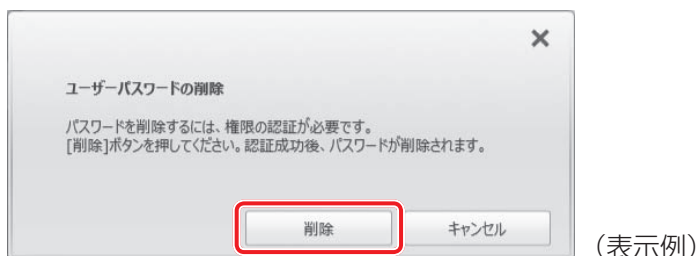 ユーザーパスワードの削除
パスワードを削除するには、権限の認証が必要です。
[削除]ボタンを押してください。認証成功後、パスワードが削除されます。
削除 キャンセル
(表示例)